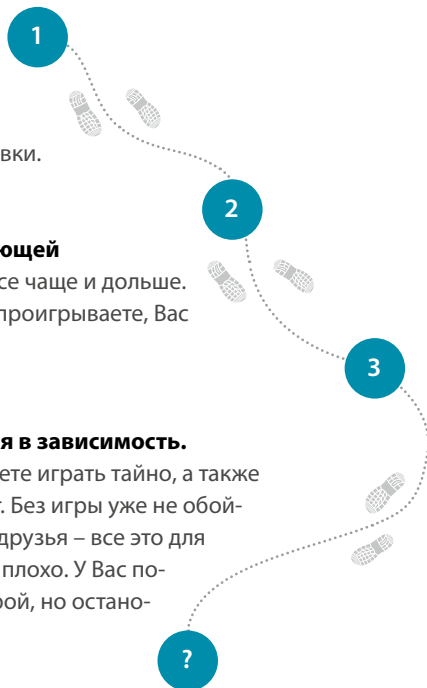 1
вки.
2
ющей
се чаще и дольше.
проигрываете, Вас
3
я в зависимость.
ете играть тайно, а также
т. Без игры уже не обой-
друзья – все это для
плохо. У Вас по-
рой, но остано-
?